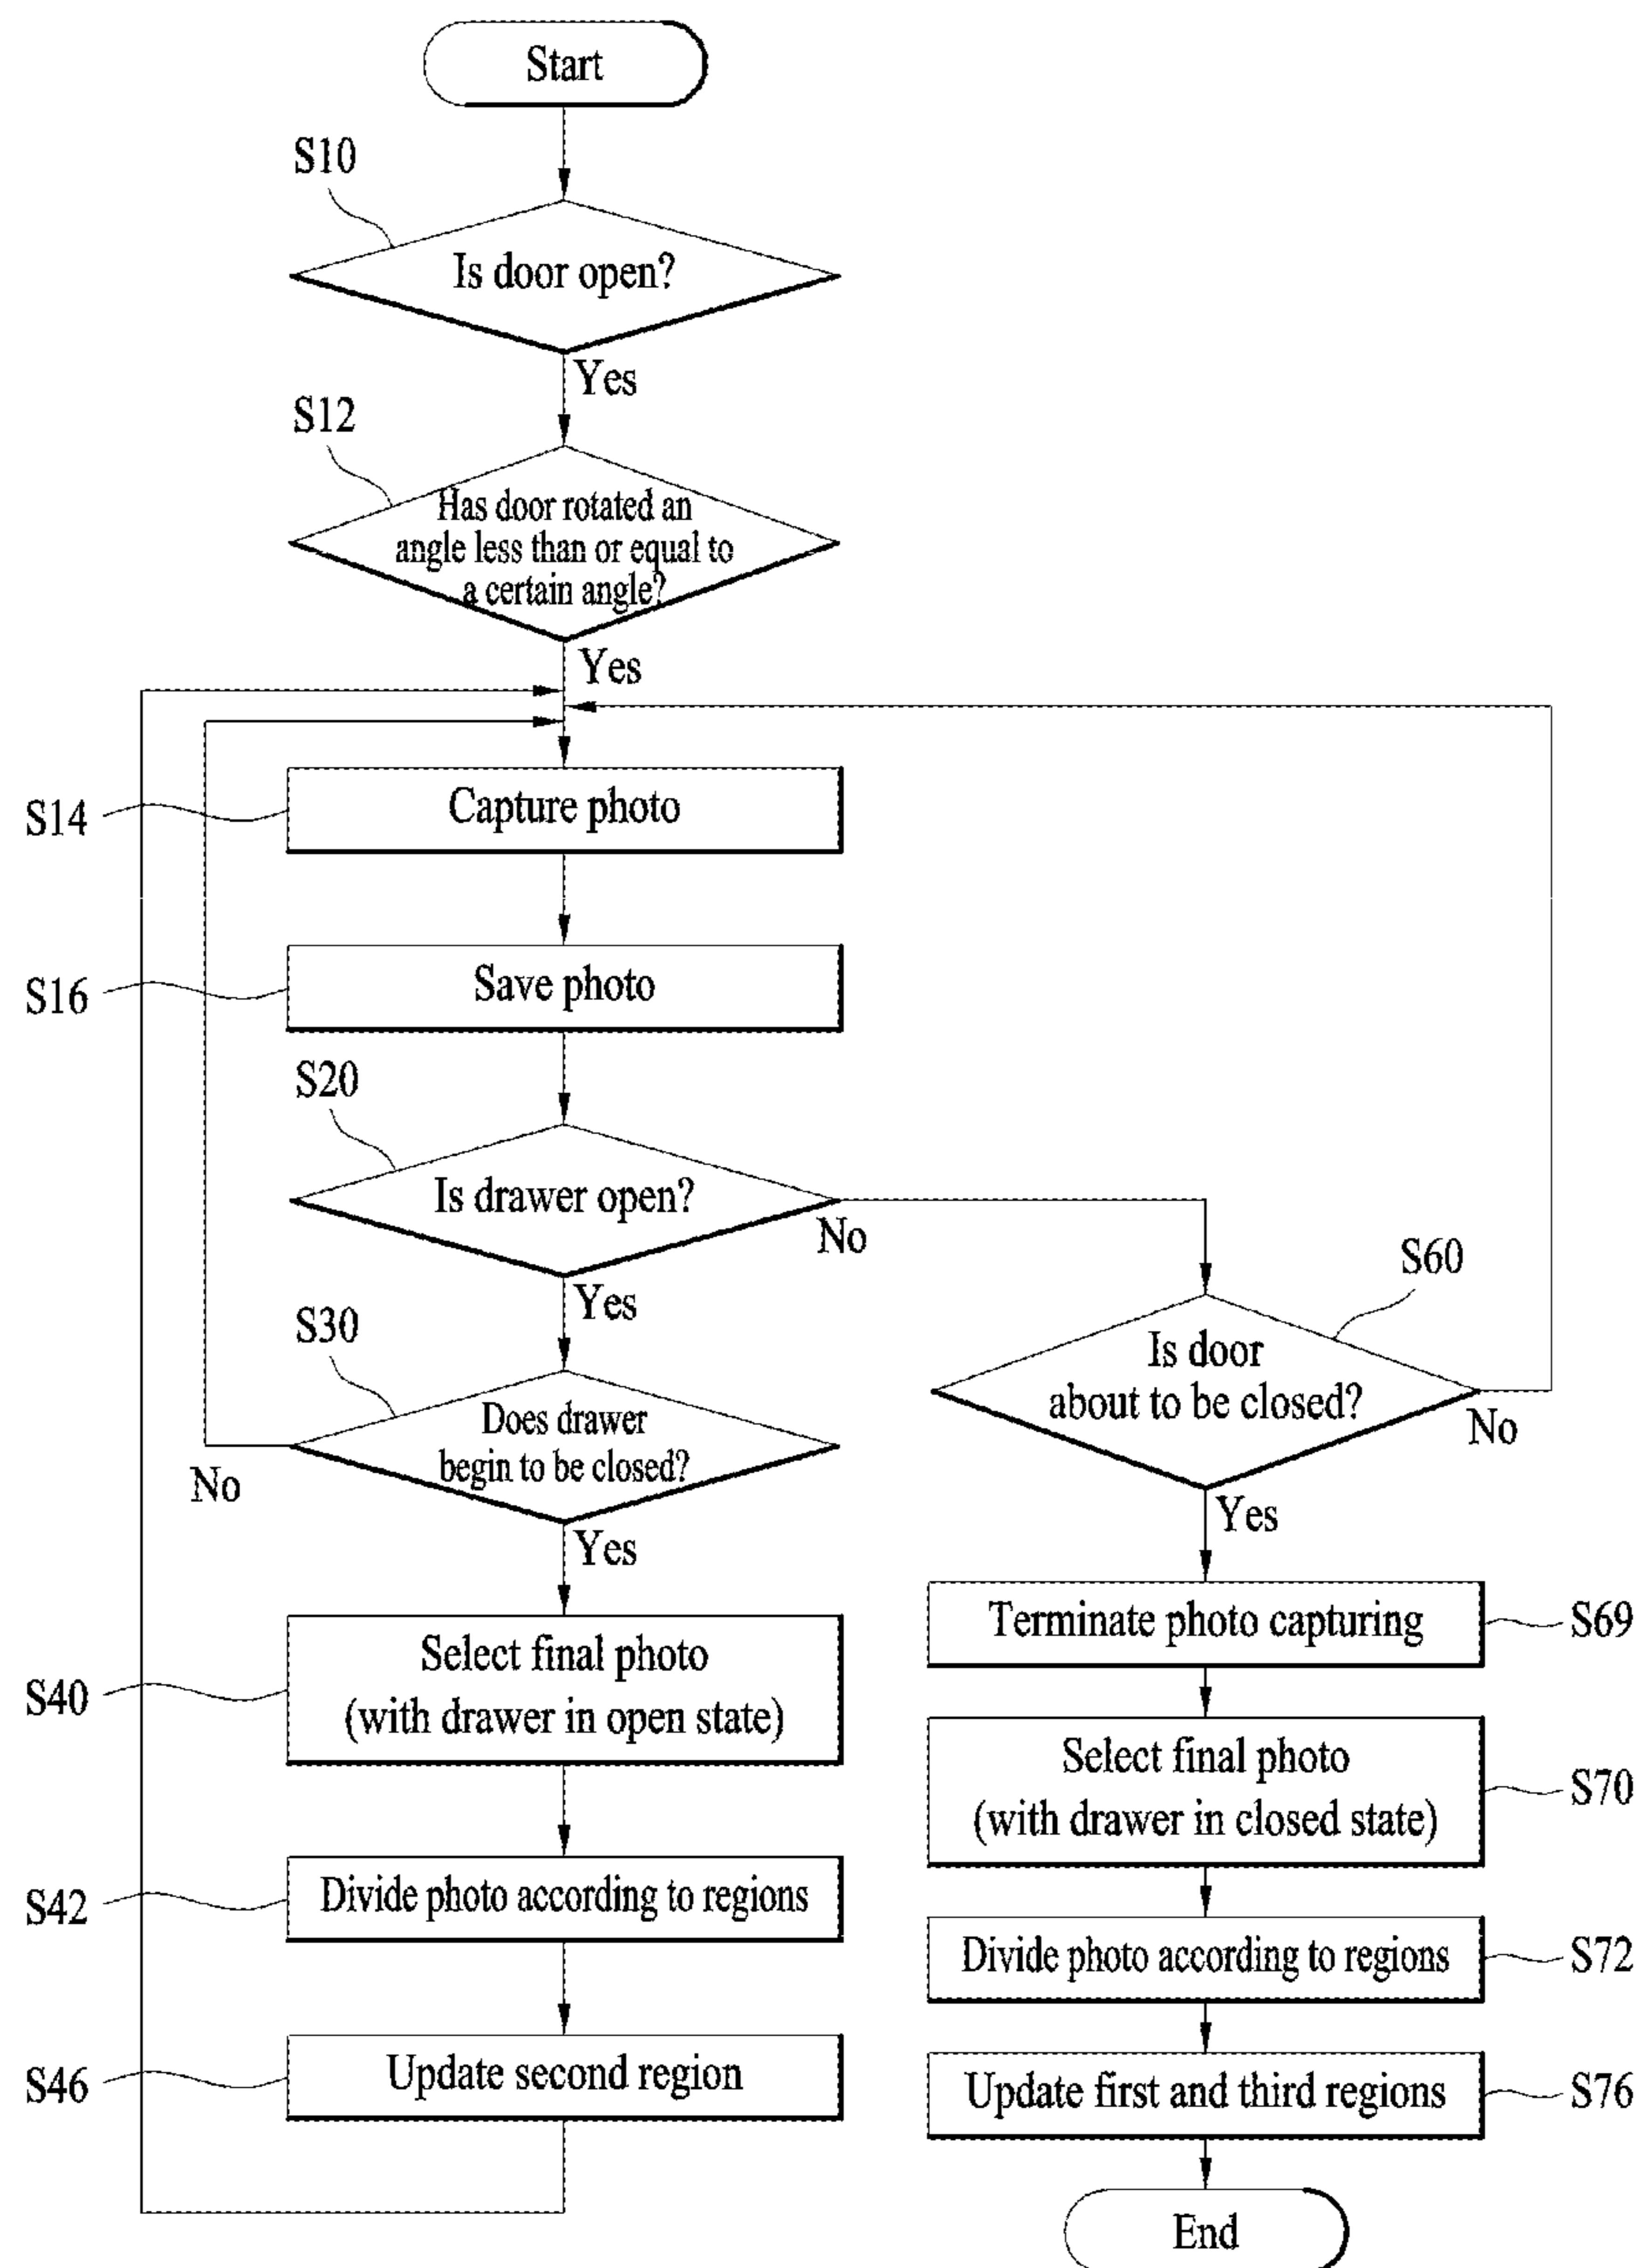 Start
S10
Is door open?
Yes
S12
Has door rotated an
angle less than or equal to
a certain angle?
Yes
S14
Capture photo
S16
Save photo
S20
Is drawer open?
No
Yes
S30
Does drawer
begin to be closed?
No
Yes
S40
Select final photo
(with drawer in open state)
S42
Divide photo according to regions
S46
Update second region
S60
Is door
about to be closed?
No
Yes
Terminate photo capturing
S69
Select final photo
(with drawer in closed state)
S70
Divide photo according to regions
S72
Update first and third regions
S76
End